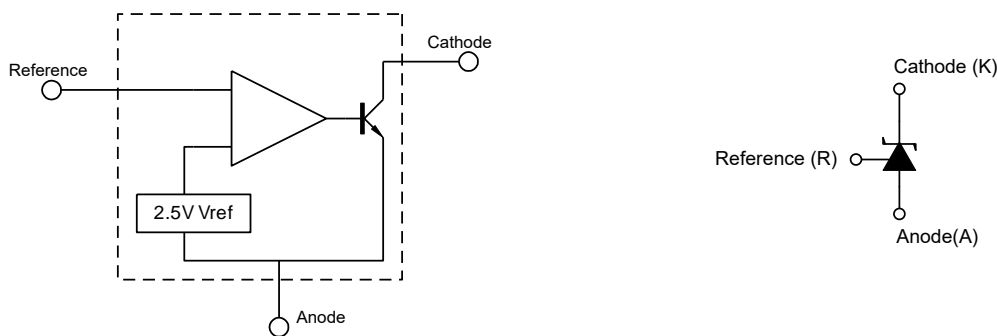 Reference
Cathode
2.5V Vref
Anode
Cathode (K)
Reference (R)
Anode(A)